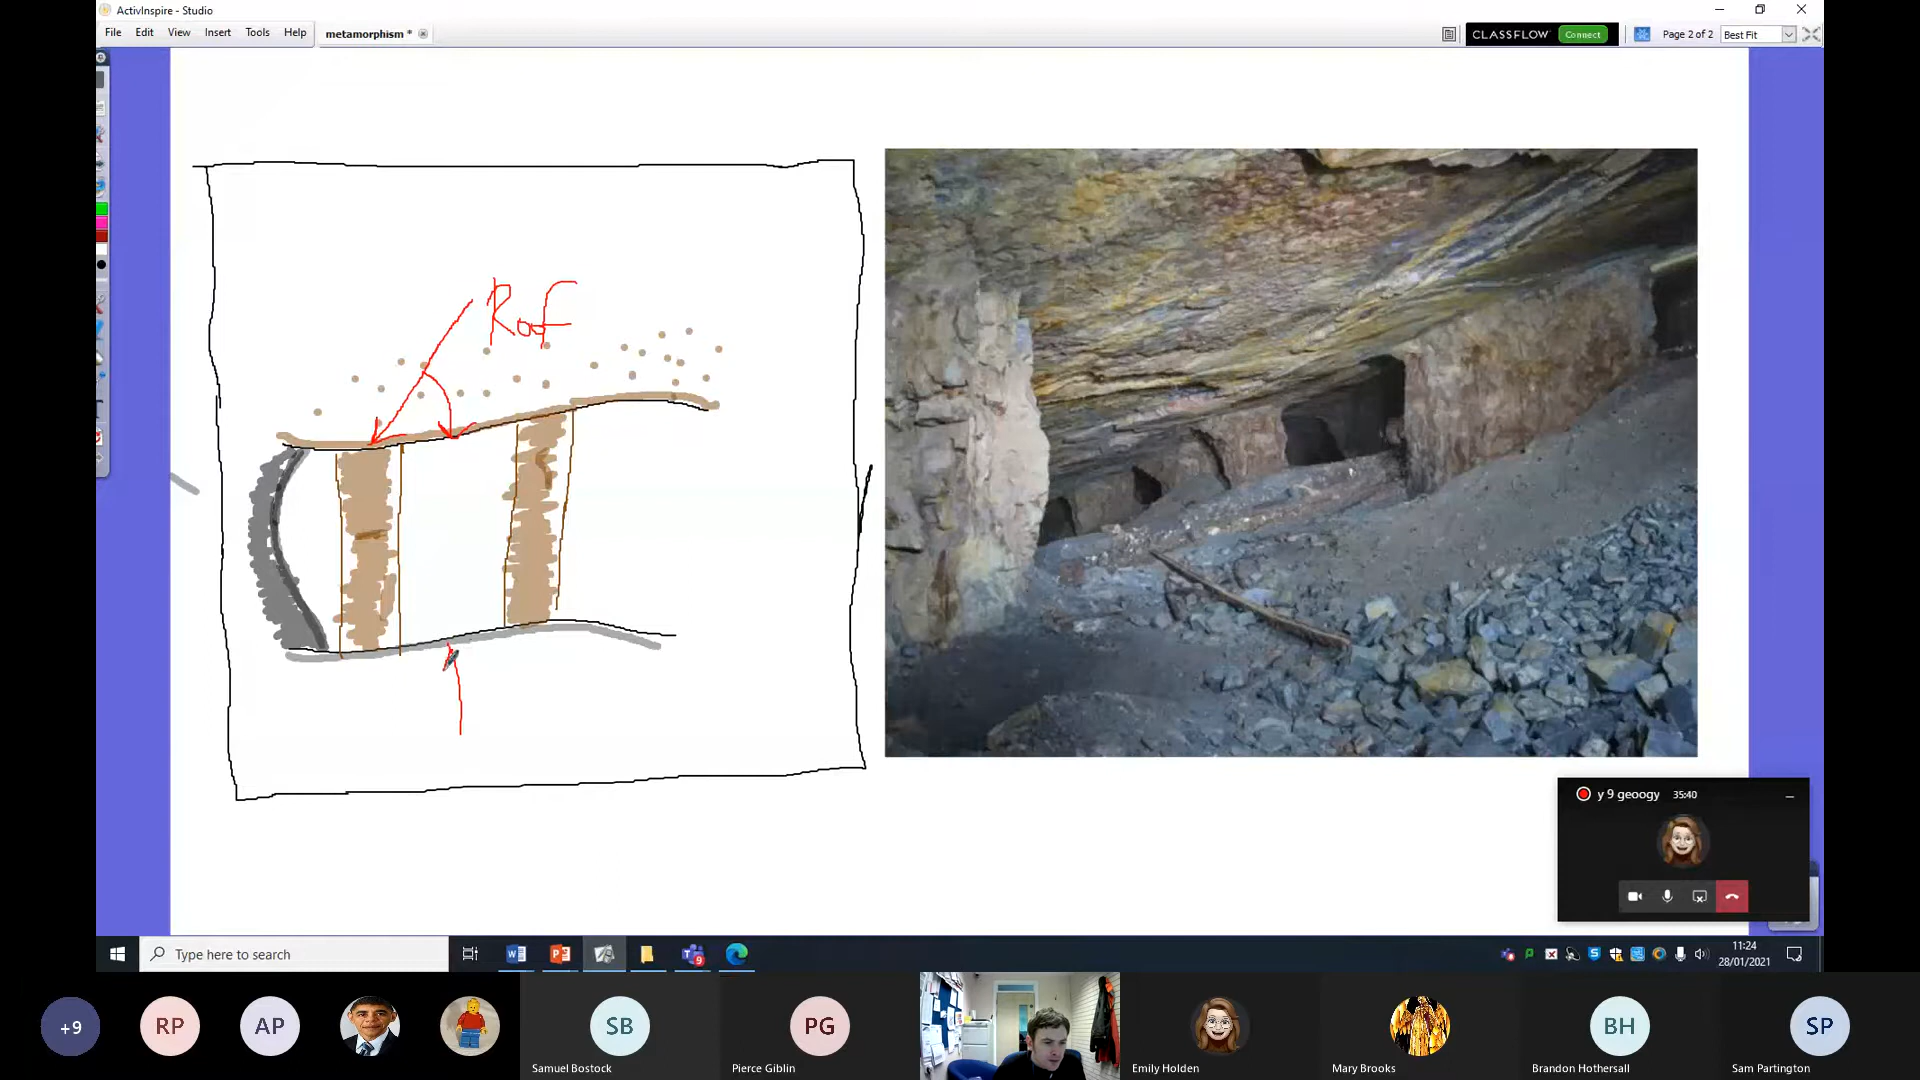 ActivInspire - Studio
File Edit View Insert Tools Help metamorphism * CLASSFLOW Connect Page 2 of 2 Best Fit
Roof
y 9 geoogy 35:40
Type here to search
9
11:24
28/01/2021
+9 RP AP SB PG BH SP
Samuel Bostock Pierce Giblin Emily Holden Mary Brooks Brandon Hothersall Sam Partington